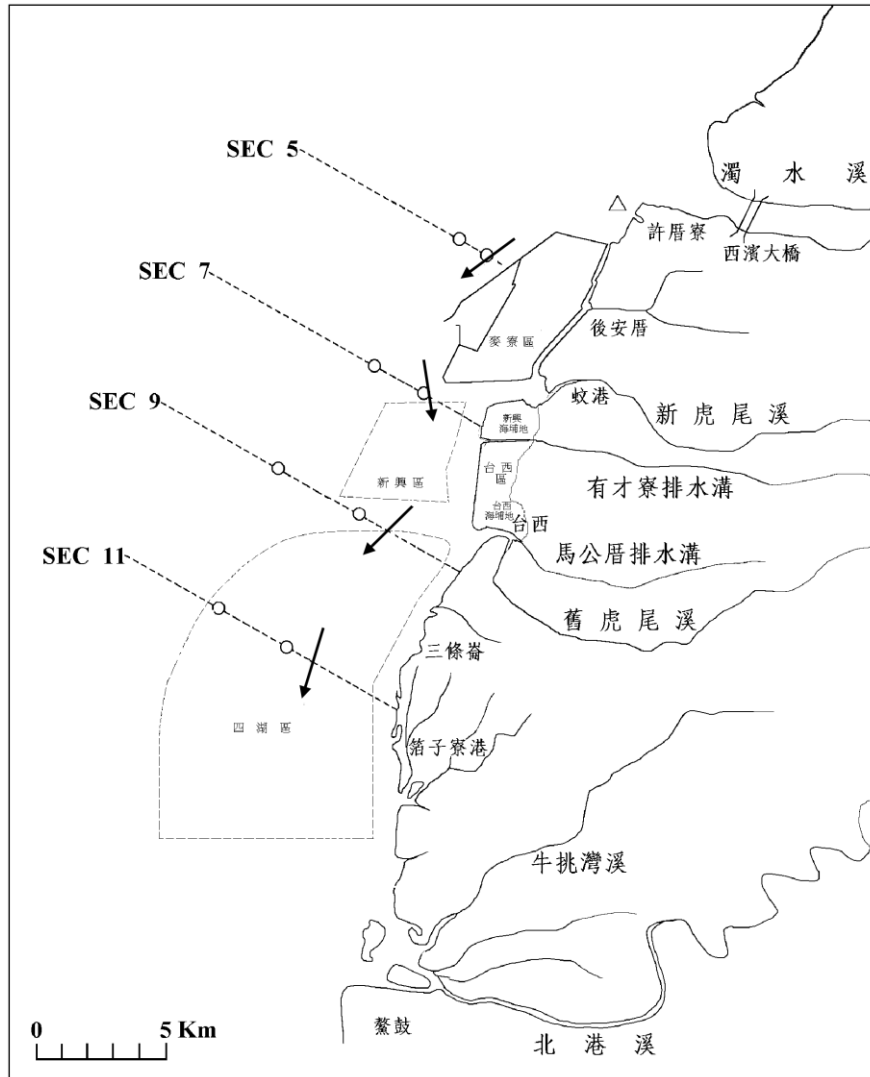 SEC 5
濁水溪
許厝寮
西濱大橋
SEC 7
後安厝
麥寮區
蚊港
SEC 9
新興
海埔地
新虎尾溪
新興區
台西
區
有才寮排水溝
台西
海埔地
台西
SEC 11
馬公厝排水溝
舊虎尾溪
三條崙
四湖區
箔子寮港
牛挑灣溪
0 5 Km
鰲鼓
北港溪